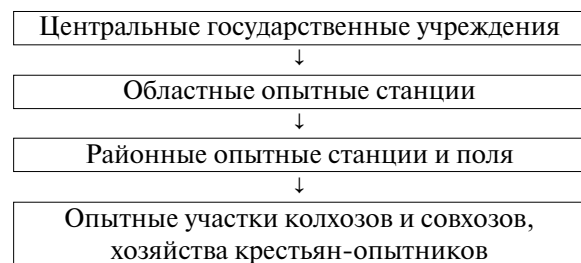 Центральные государственные учреждения
↓
Областные опытные станции
↓
Районные опытные станции и поля
↓
Опытные участки колхозов и совхозов,
хозяйства крестьян-опытников